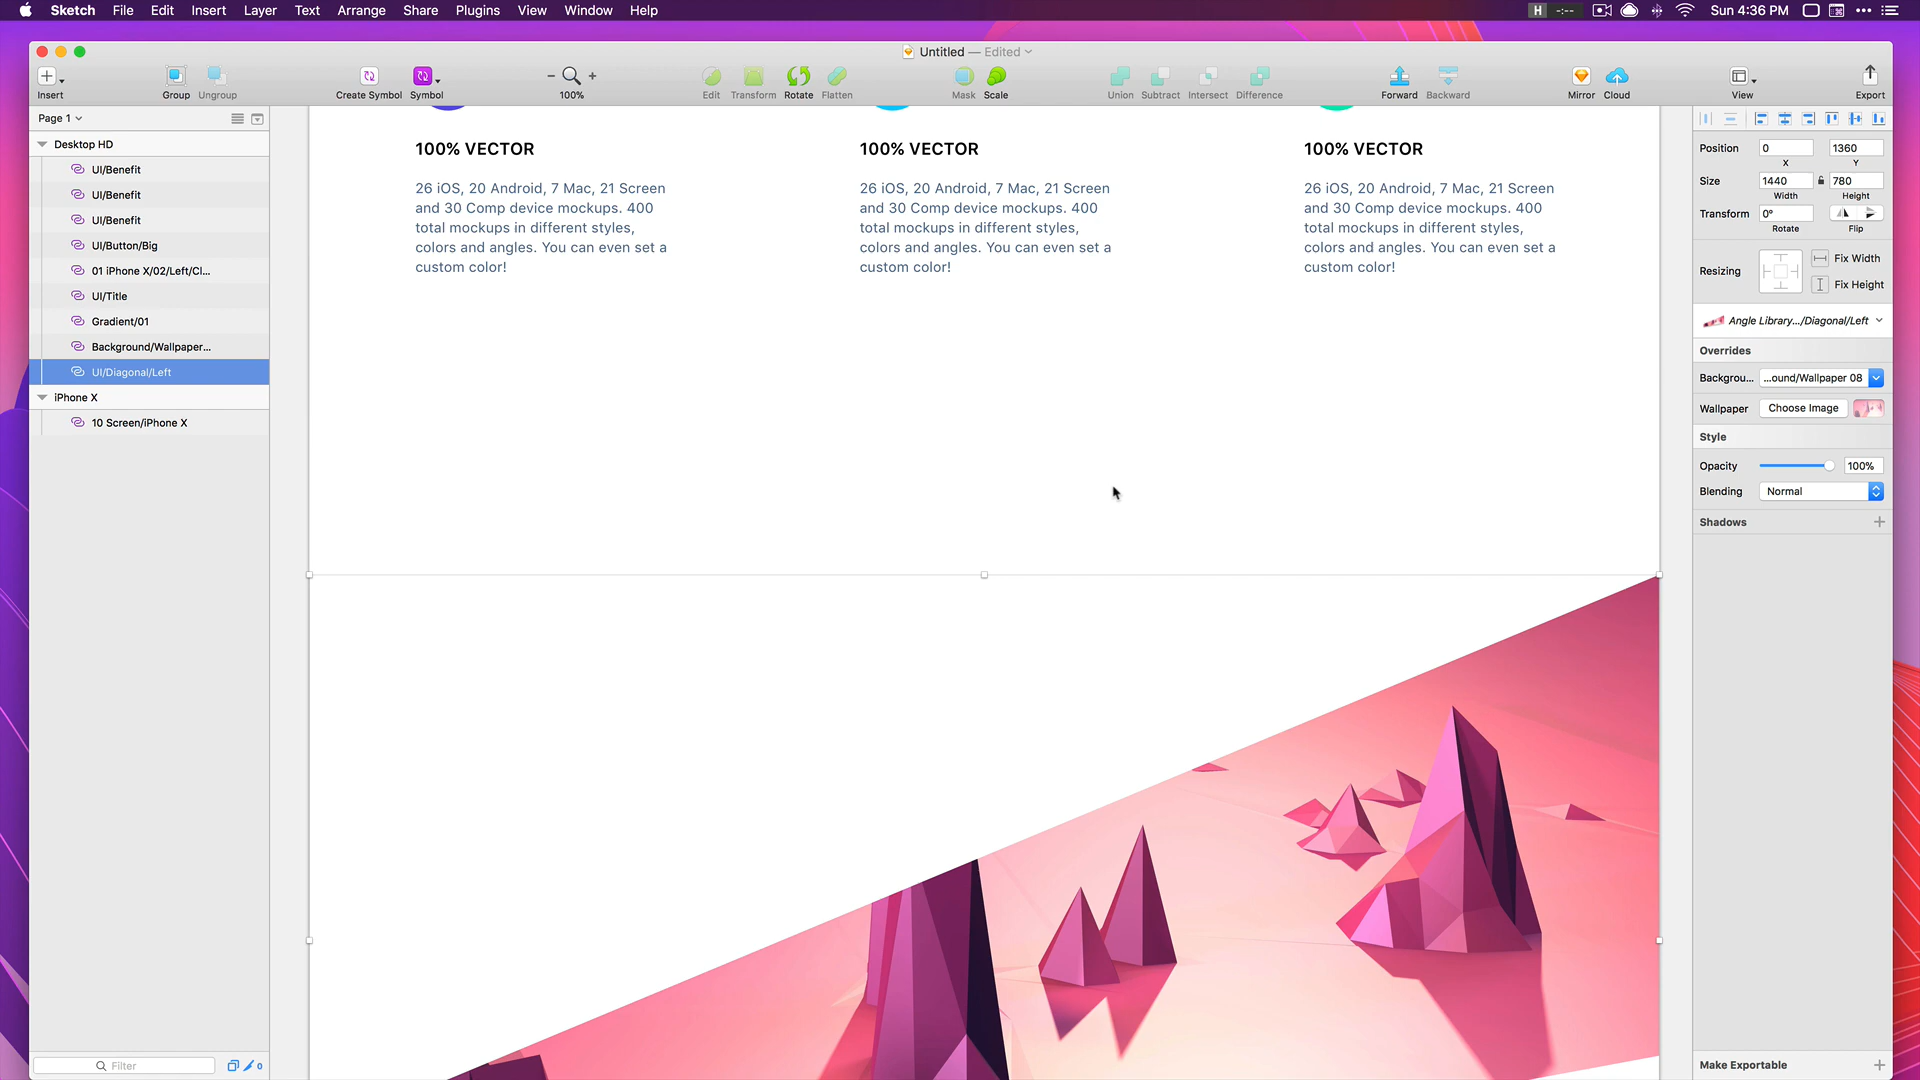 Sketch File Edit Insert Layer Text Arrange Share Plugins View Window Help
H -:-- Sun 4:36 PM
Untitled — Edited
100%
Insert Group Ungroup Create Symbol Symbol Edit Transform Rotate Flatten Mask Scale Union Subtract Intersect Difference Forward Backward Mirror Cloud View Export
Page 1
Desktop HD
UI/Benefit
UI/Benefit
UI/Benefit
UI/Button/Big
01 iPhone X/02/Left/Cl...
UI/Title
Gradient/01
Background/Wallpaper...
UI/Diagonal/Left
iPhone X
10 Screen/iPhone X
Filter
0
100% VECTOR
26 iOS, 20 Android, 7 Mac, 21 Screen
and 30 Comp device mockups. 400
total mockups in different styles,
colors and angles. You can even set a
custom color!
100% VECTOR
26 iOS, 20 Android, 7 Mac, 21 Screen
and 30 Comp device mockups. 400
total mockups in different styles,
colors and angles. You can even set a
custom color!
100% VECTOR
26 iOS, 20 Android, 7 Mac, 21 Screen
and 30 Comp device mockups. 400
total mockups in different styles,
colors and angles. You can even set a
custom color!
Position 0 1360
X Y
Size 1440 780
Width Height
Transform 0°
Rotate Flip
Resizing
Fix Width
Fix Height
Angle Library.../Diagonal/Left
Overrides
Backgrou... ...ound/Wallpaper 08
Wallpaper Choose Image
Style
Opacity 100%
Blending Normal
Shadows
Make Exportable